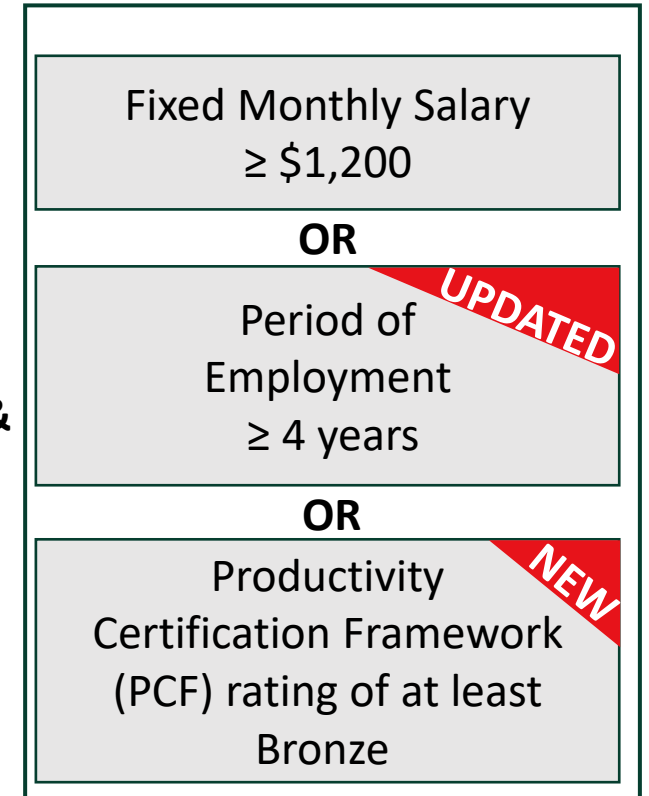 Fixed Monthly Salary
≥ $1,200
OR
UPDATED
Period of
Employment
≥ 4 years
&
OR
NEW
Productivity
Certification Framework
(PCF) rating of at least
Bronze